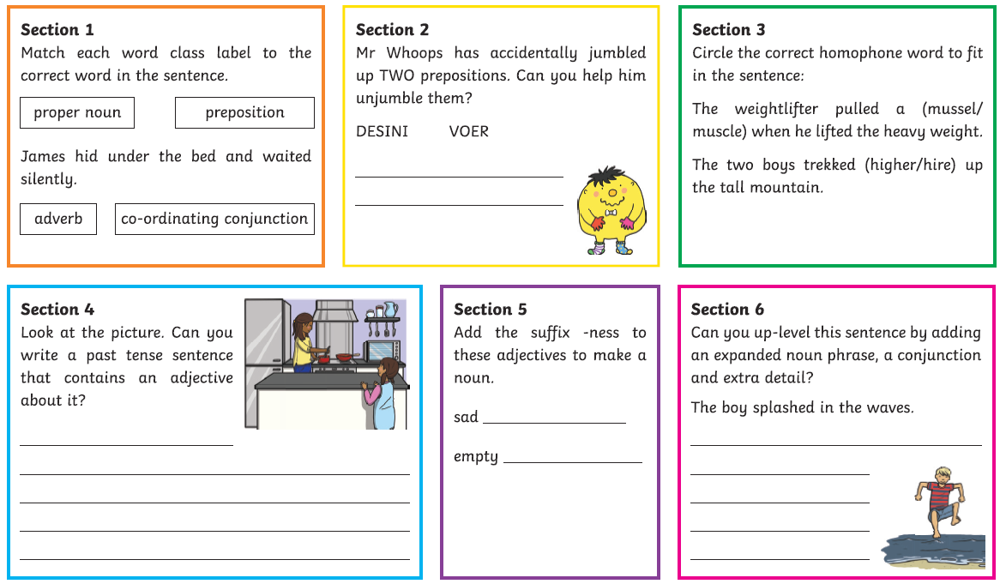 Section 1
Match each word class label to the
correct word in the sentence.
proper noun
preposition
James hid under the bed and waited
silently.
adverb
co-ordinating conjunction
Section 2
Mr Whoops has accidentally jumbled
up TWO prepositions. Can you help him
unjumble them?
DESINI VOER
Section 3
Circle the correct homophone word to fit
in the sentence:
The weightlifter pulled a (mussel/
muscle) when he lifted the heavy weight.
The two boys trekked (higher/hire) up
the tall mountain.
Section 4
Look at the picture. Can you
write a past tense sentence
that contains an adjective
about it?
Section 5
Add the suffix -ness to
these adjectives to make a
noun.
sad
empty
Section 6
Can you up-level this sentence by adding
an expanded noun phrase, a conjunction
and extra detail?
The boy splashed in the waves.